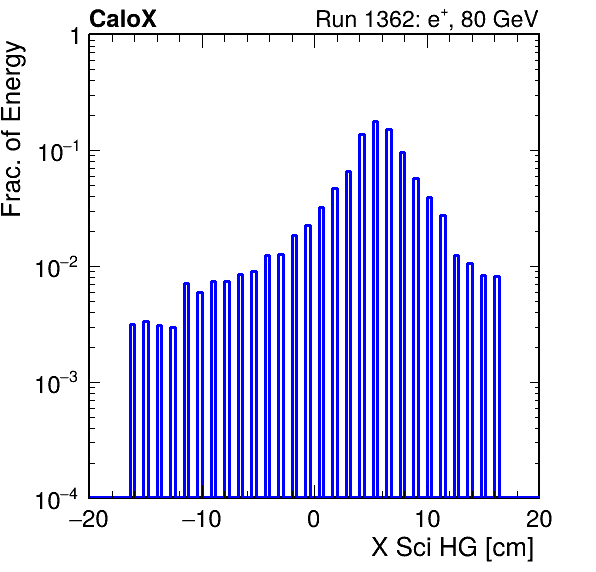 CaloX Run 1362: e⁺, 80 GeV
Frac. of Energy
1
10⁻¹
10⁻²
10⁻³
10⁻⁴
−20 −10 0 10 20
X Sci HG [cm]